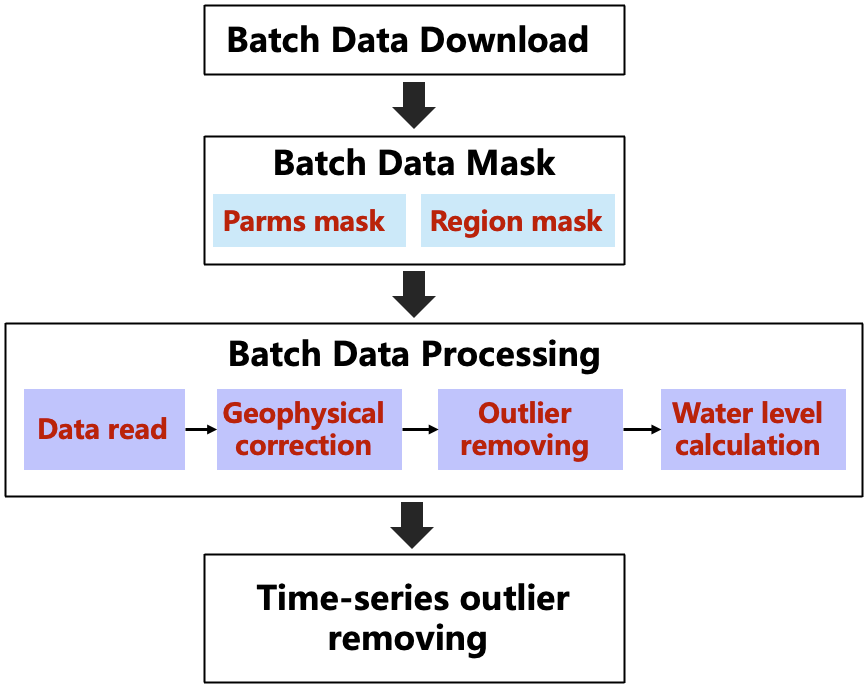 Batch Data Download
Batch Data Mask
Parms mask
Region mask
Batch Data Processing
Data read
Geophysical
correction
Outlier
removing
Water level
calculation
Time-series outlier
removing